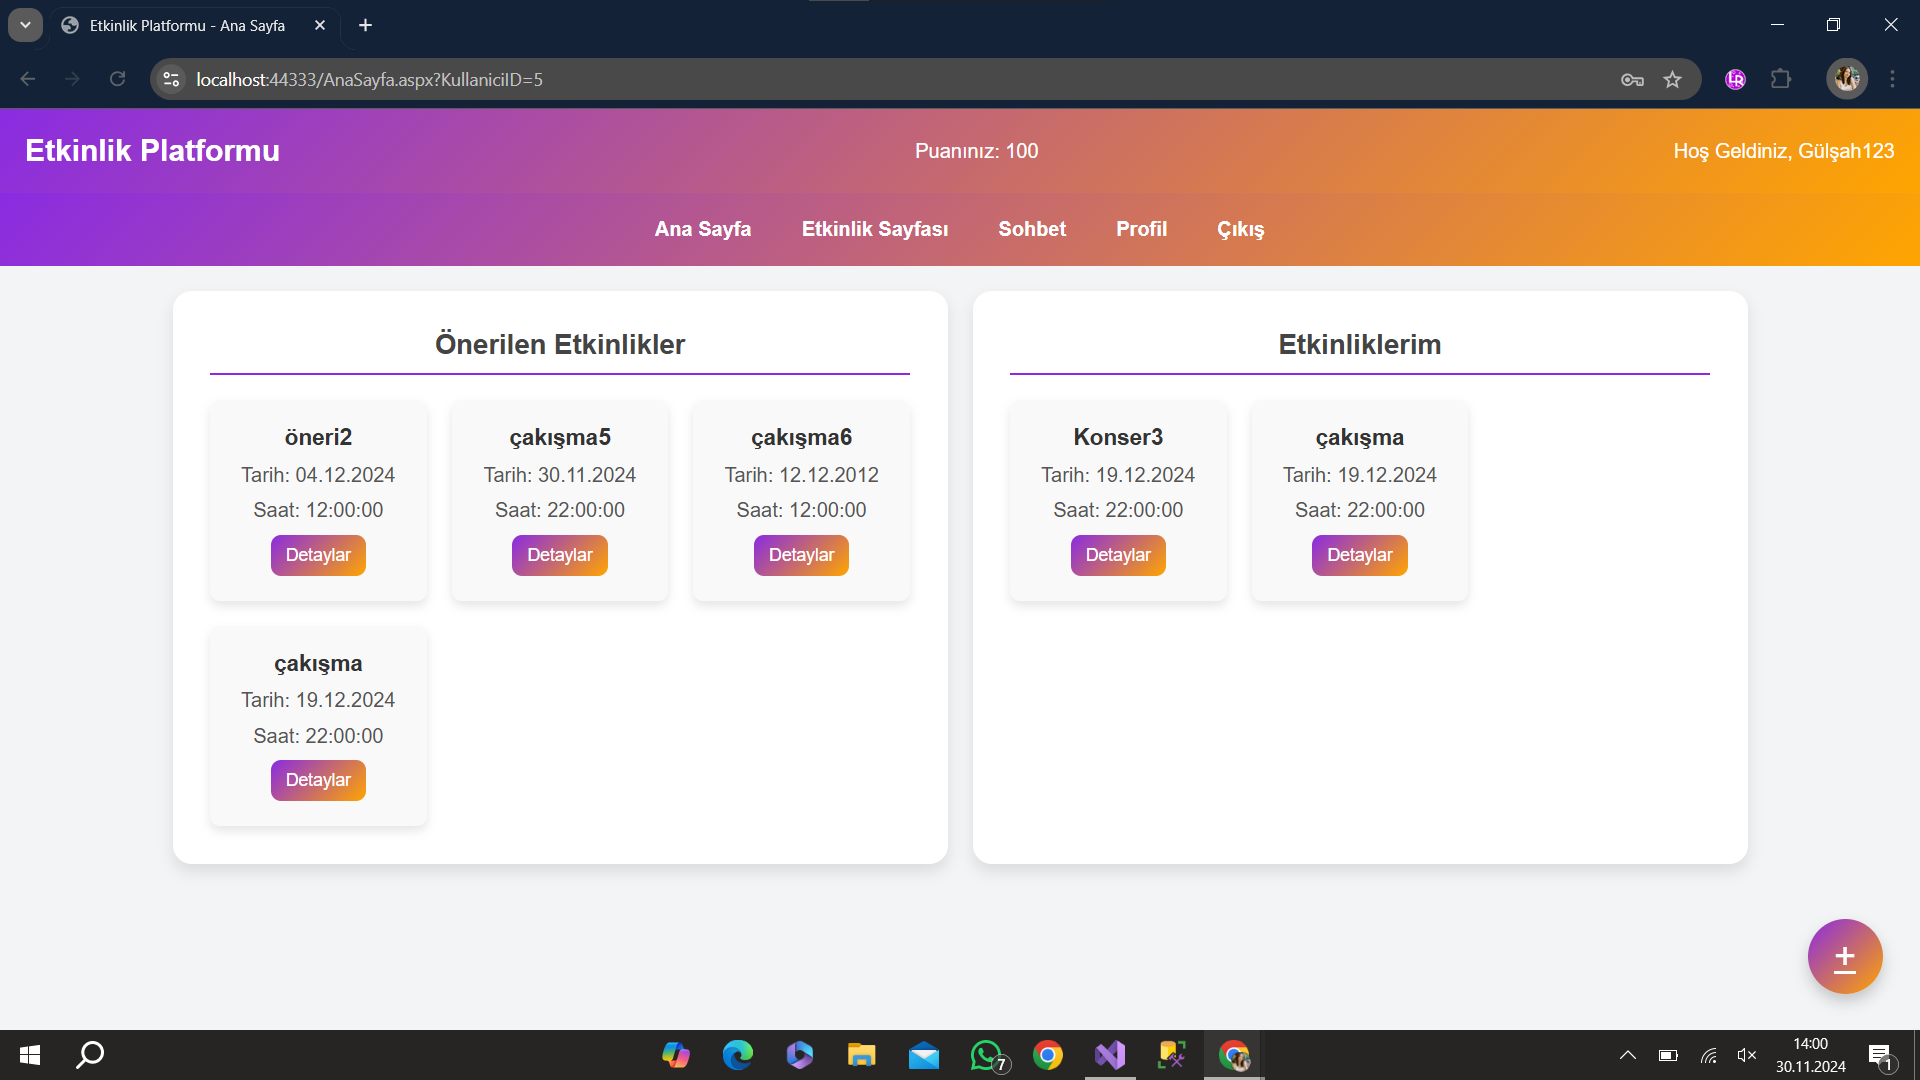 Etkinlik Platformu - Ana Sayfa
localhost:44333/AnaSayfa.aspx?KullaniciID=5
Etkinlik Platformu
Puanınız: 100
Hoş Geldiniz, Gülşah123
Ana Sayfa
Etkinlik Sayfası
Sohbet
Profil
Çıkış
Önerilen Etkinlikler
öneri2
Tarih: 04.12.2024
Saat: 12:00:00
Detaylar
çakışma5
Tarih: 30.11.2024
Saat: 22:00:00
Detaylar
çakışma6
Tarih: 12.12.2012
Saat: 12:00:00
Detaylar
çakışma
Tarih: 19.12.2024
Saat: 22:00:00
Detaylar
Etkinliklerim
Konser3
Tarih: 19.12.2024
Saat: 22:00:00
Detaylar
çakışma
Tarih: 19.12.2024
Saat: 22:00:00
Detaylar
+
7
14:00
30.11.2024
1